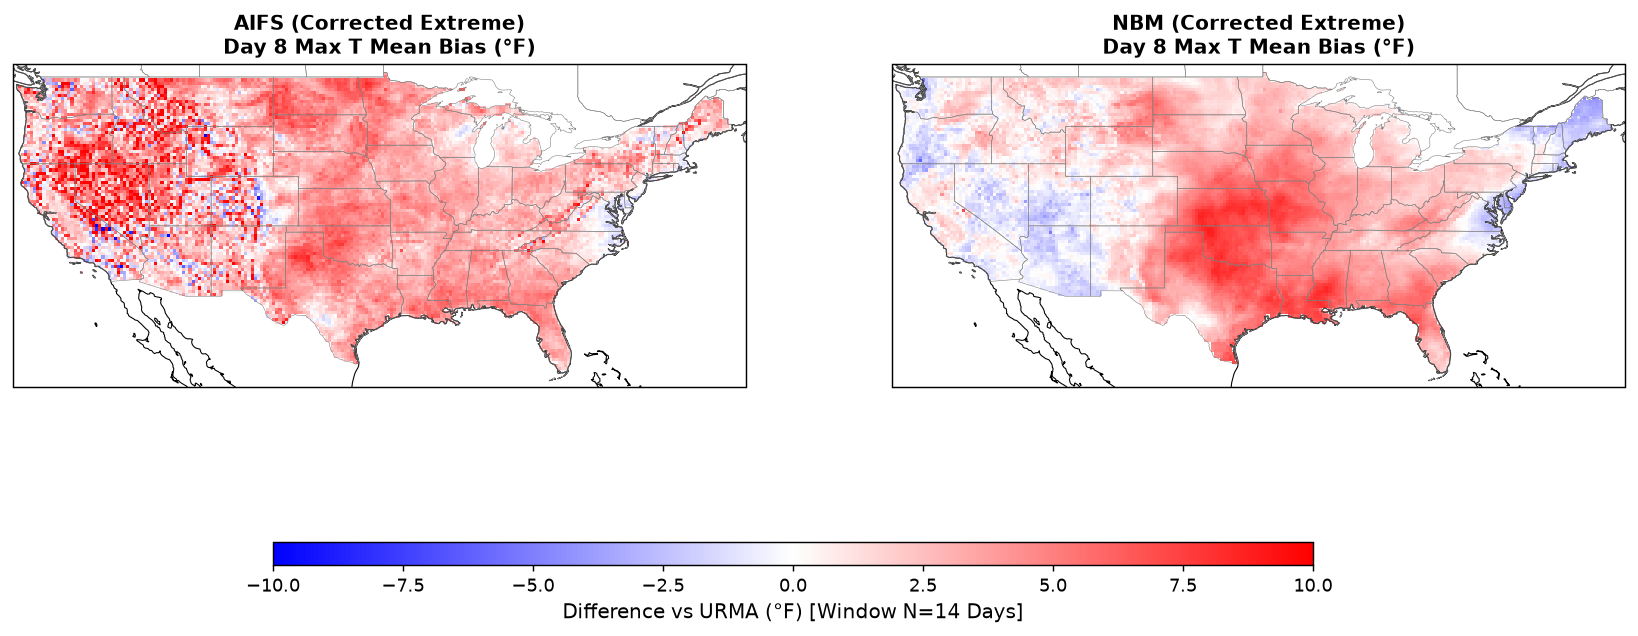 AIFS (Corrected Extreme)
Day 8 Max T Mean Bias (°F)
NBM (Corrected Extreme)
Day 8 Max T Mean Bias (°F)
−10.0 −7.5 −5.0 −2.5 0.0 2.5 5.0 7.5 10.0
Difference vs URMA (°F) [Window N=14 Days]